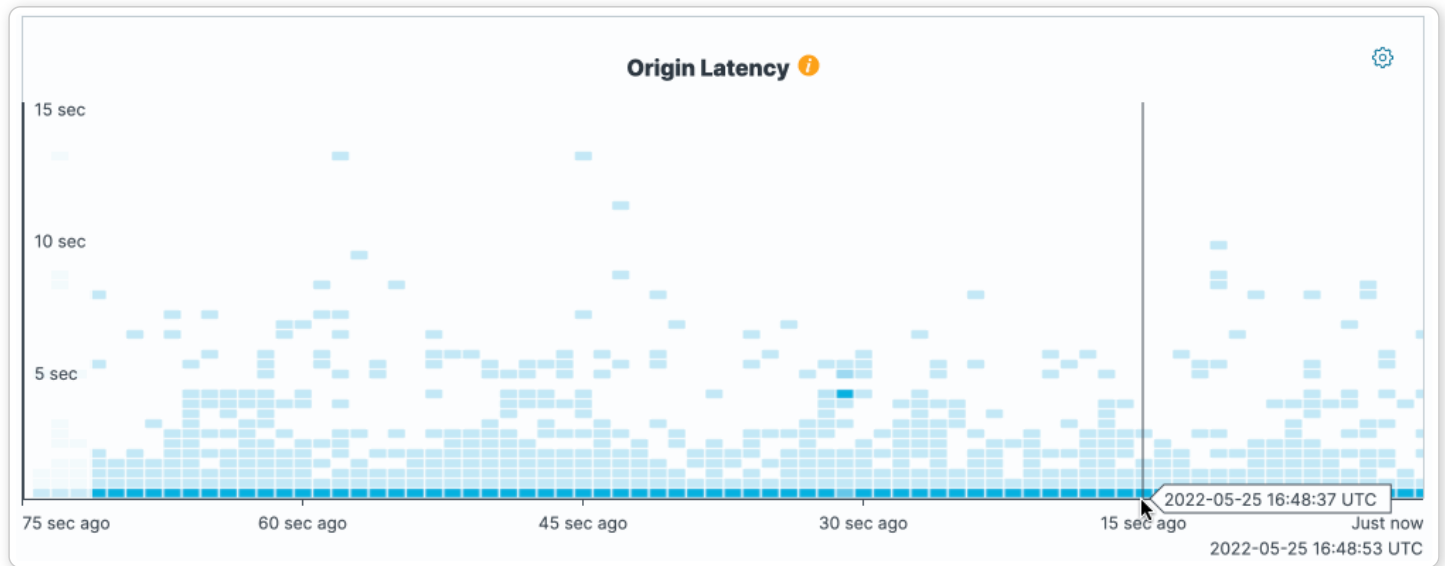 Origin Latency i
15 sec
10 sec
5 sec
2022-05-25 16:48:37 UTC
75 sec ago 60 sec ago 45 sec ago 30 sec ago 15 sec ago Just now
2022-05-25 16:48:53 UTC